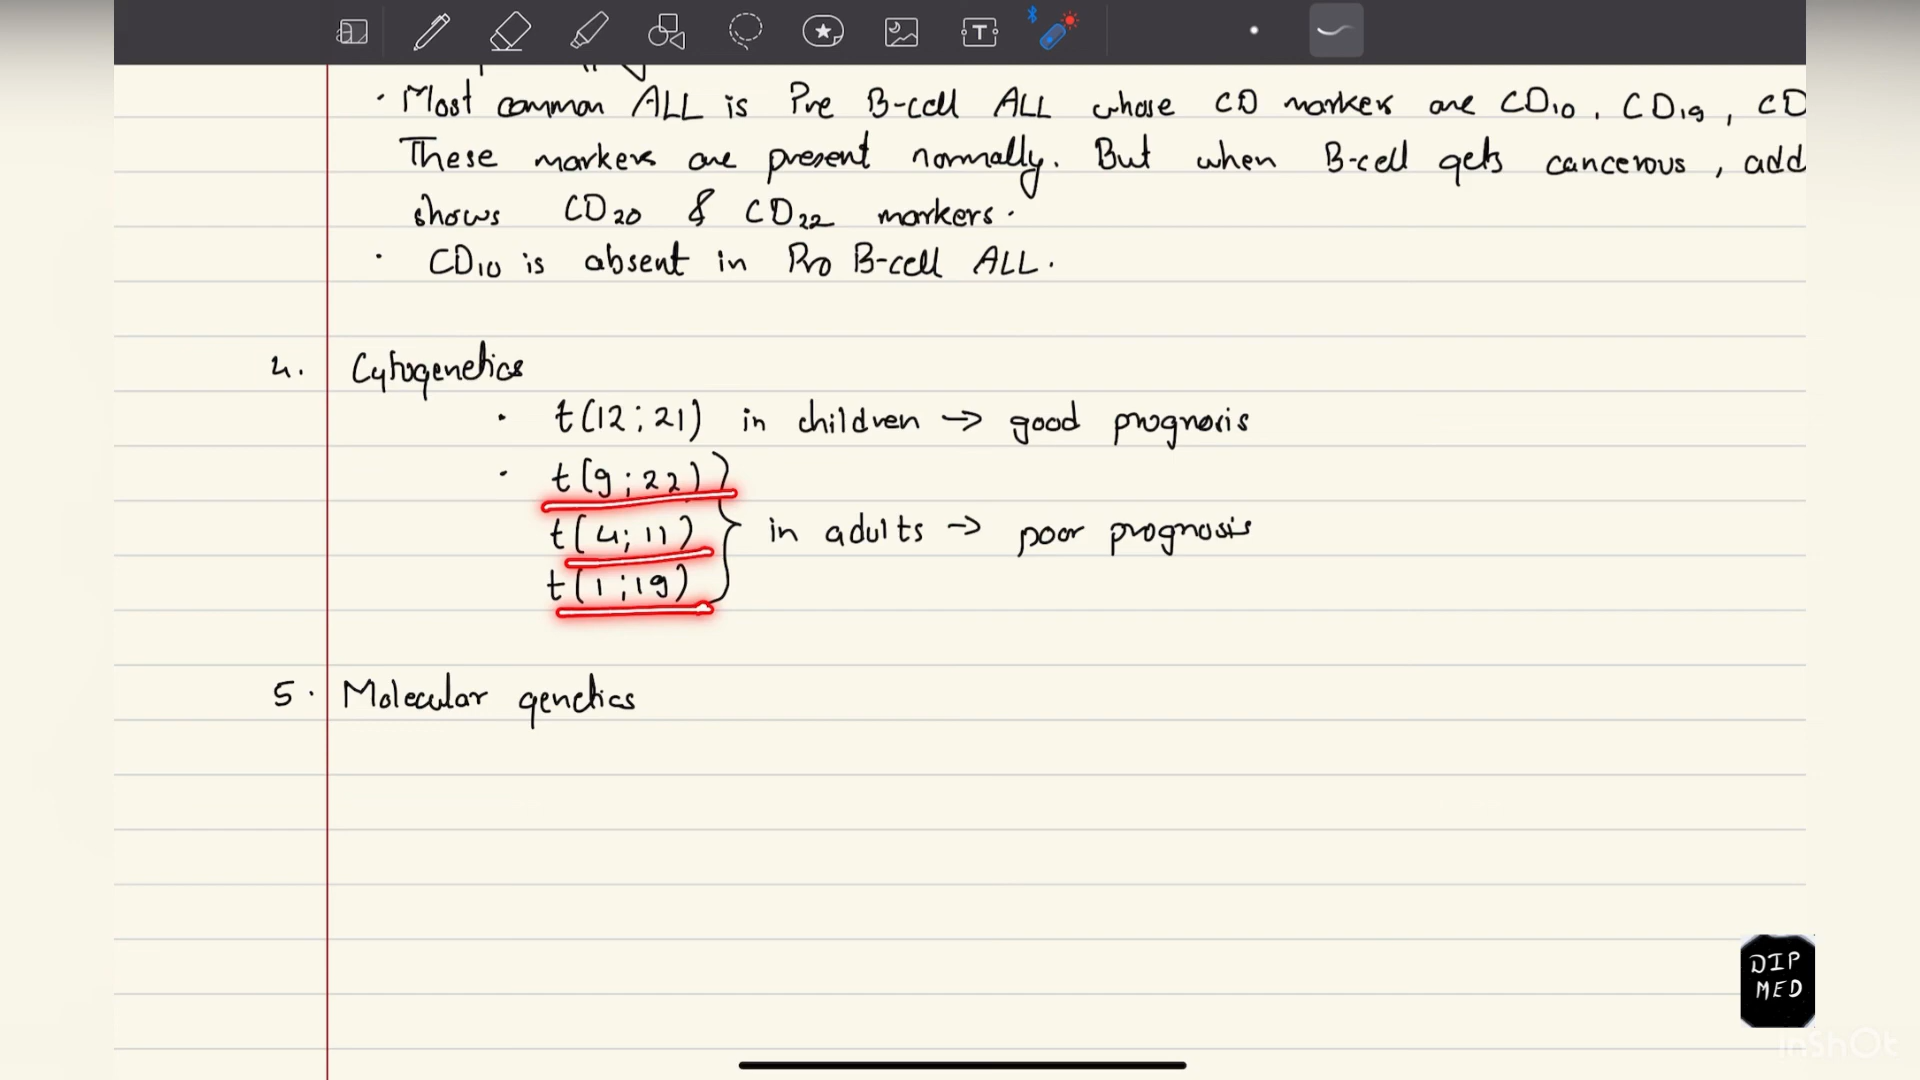 · Most common ALL is Pre B-cell ALL whose CD markers are CD10, CD19, CD
These markers are present normally. But when B-cell gets cancerous, add
shows CD20 & CD22 markers.
· CD10 is absent in Pro B-cell ALL.
4. Cytogenetics
· t(12;21) in children → good prognosis
· t(9;22)
t(4;11) } in adults → poor prognosis
t(1;19)
5. Molecular genetics
DIP
MED
InShOt